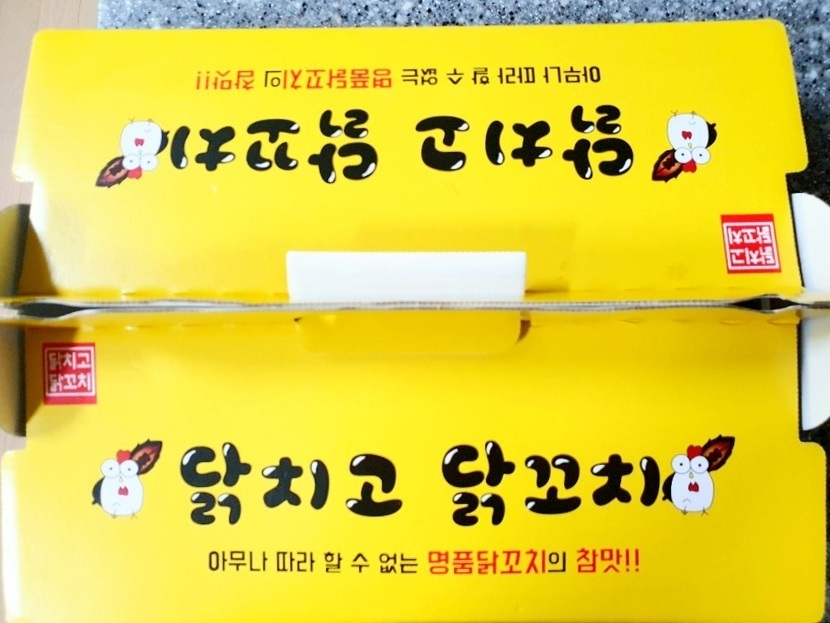 아무나 따라 할 수 없는 명품닭꼬치의 참맛!!
닭치고 닭꼬치
닭치고
닭꼬치
닭치고
닭꼬치
닭치고 닭꼬치
아무나 따라 할 수 없는 명품닭꼬치의 참맛!!